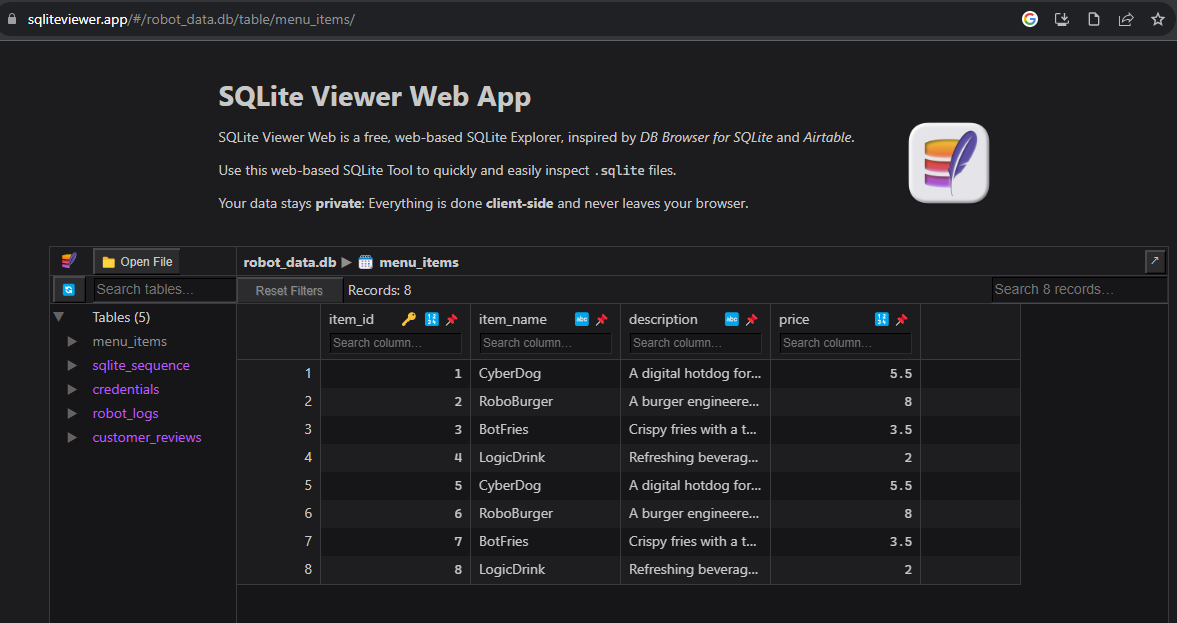 sqliteviewer.app/#/robot_data.db/table/menu_items/
SQLite Viewer Web App
SQLite Viewer Web is a free, web-based SQLite Explorer, inspired by DB Browser for SQLite and Airtable.
Use this web-based SQLite Tool to quickly and easily inspect .sqlite files.
Your data stays private: Everything is done client-side and never leaves your browser.
Open File
robot_data.db ▶ menu_items
Search tables...
Reset Filters
Records: 8
Search 8 records...
Tables (5)
menu_items
sqlite_sequence
credentials
robot_logs
customer_reviews
item_id item_name description price
Search column... Search column... Search column... Search column...
1 1 CyberDog A digital hotdog for... 5.5
2 2 RoboBurger A burger engineere... 8
3 3 BotFries Crispy fries with a t... 3.5
4 4 LogicDrink Refreshing beverag... 2
5 5 CyberDog A digital hotdog for... 5.5
6 6 RoboBurger A burger engineere... 8
7 7 BotFries Crispy fries with a t... 3.5
8 8 LogicDrink Refreshing beverag... 2